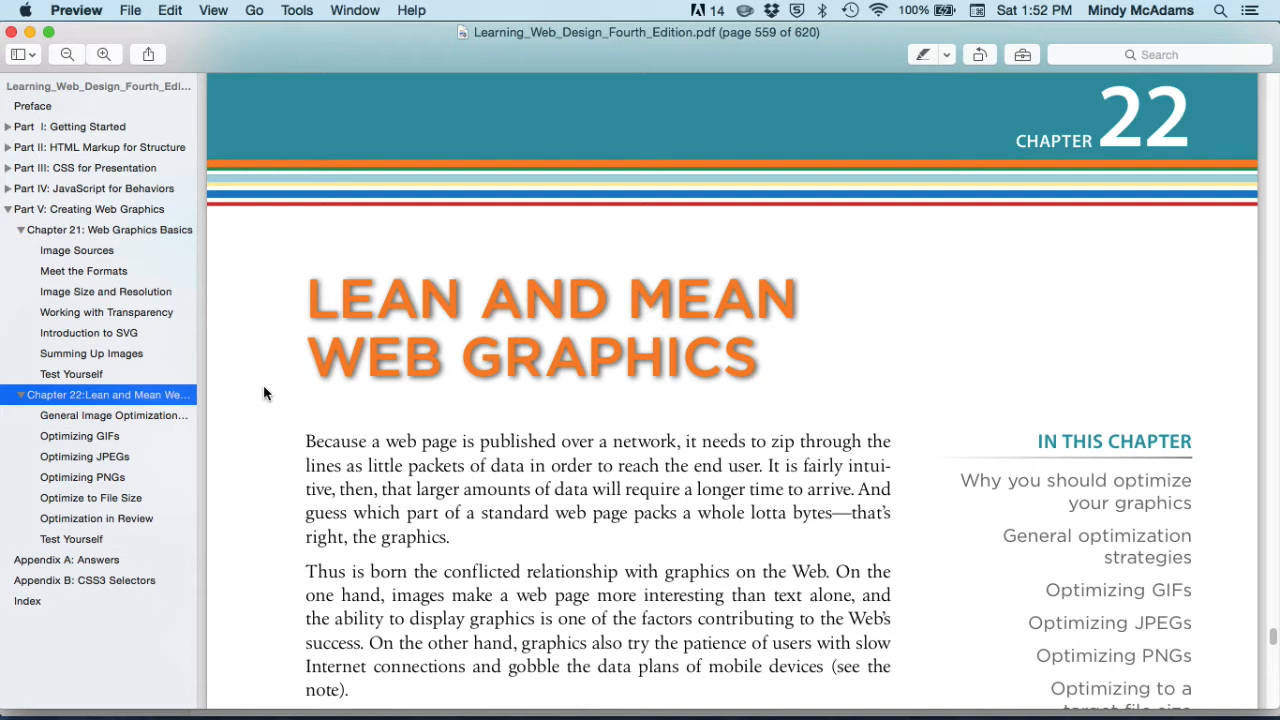 Preview File Edit View Go Tools Window Help 14 100% Sat 1:52 PM Mindy McAdams
Learning_Web_Design_Fourth_Edition.pdf (page 559 of 620)
Search
Learning_Web_Design_Fourth_Edi...
Preface
Part I: Getting Started
Part II: HTML Markup for Structure
Part III: CSS for Presentation
Part IV: JavaScript for Behaviors
Part V: Creating Web Graphics
Chapter 21: Web Graphics Basics
Image Sources
Meet the Formats
Image Size and Resolution
Working with Transparency
Introduction to SVG
Summing Up Images
Test Yourself
Chapter 22:Lean and Mean We...
General Image Optimization...
Optimizing GIFs
Optimizing JPEGs
Optimizing PNGs
Optimize to File Size
Optimization in Review
Test Yourself
Appendix A: Answers
Appendix B: CSS3 Selectors
Index
CHAPTER 22
LEAN AND MEAN
WEB GRAPHICS
Because a web page is published over a network, it needs to zip through the
lines as little packets of data in order to reach the end user. It is fairly intui-
tive, then, that larger amounts of data will require a longer time to arrive. And
guess which part of a standard web page packs a whole lotta bytes—that's
right, the graphics.
Thus is born the conflicted relationship with graphics on the Web. On the
one hand, images make a web page more interesting than text alone, and
the ability to display graphics is one of the factors contributing to the Web's
success. On the other hand, graphics also try the patience of users with slow
Internet connections and gobble the data plans of mobile devices (see the
note).
IN THIS CHAPTER
Why you should optimize
your graphics
General optimization
strategies
Optimizing GIFs
Optimizing JPEGs
Optimizing PNGs
Optimizing to a
target file size